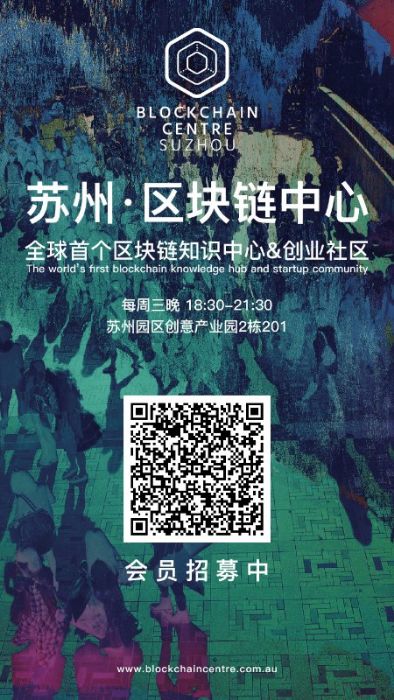 BLOCKCHAIN
CENTRE
SUZHOU
苏州·区块链中心
全球首个区块链知识中心&创业社区
The world's first blockchain knowledge hub and startup community
每周三晚 18:30-21:30
苏州园区创意产业园2栋201
会员招募中
www.blockchaincentre.com.au